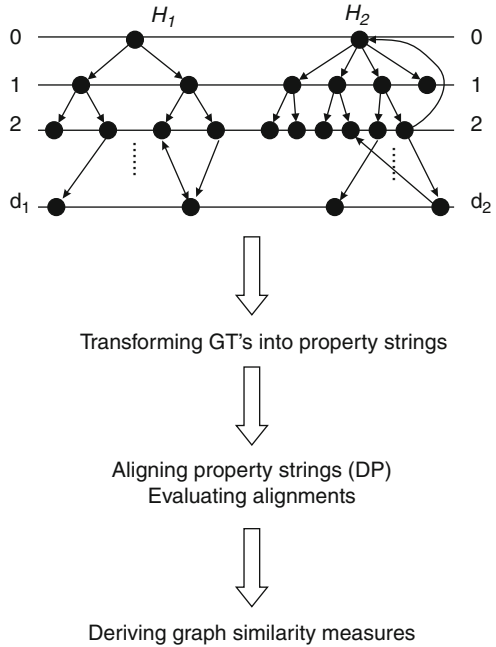 H1 H2
0 0
1 1
2 2
d1 d2
Transforming GT's into property strings
Aligning property strings (DP)
Evaluating alignments
Deriving graph similarity measures